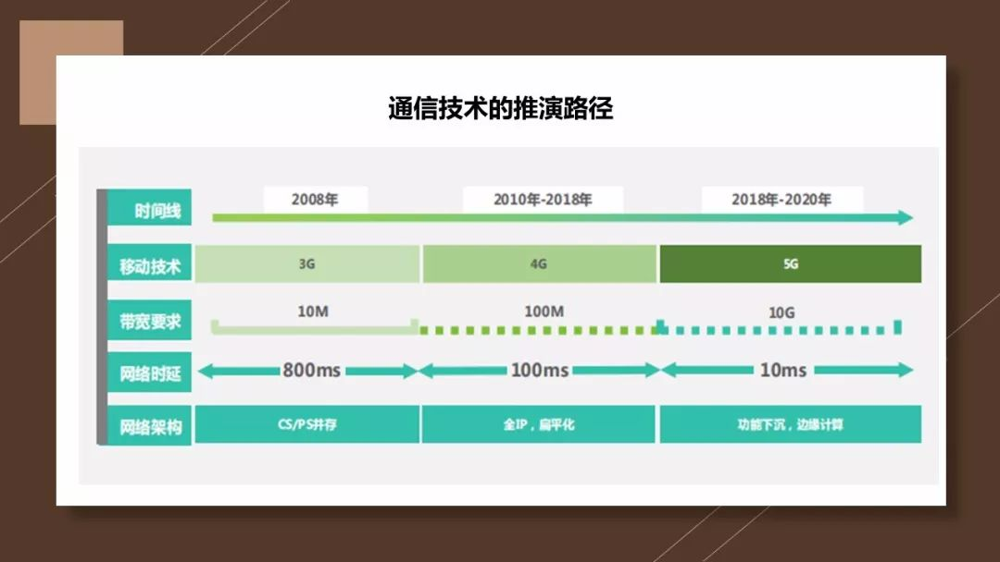 通信技术的推演路径
时间线 2008年 2010年-2018年 2018年-2020年
移动技术 3G 4G 5G
带宽要求 10M 100M 10G
网络时延 800ms 100ms 10ms
网络架构 CS/PS并存 全IP，扁平化 功能下沉，边缘计算